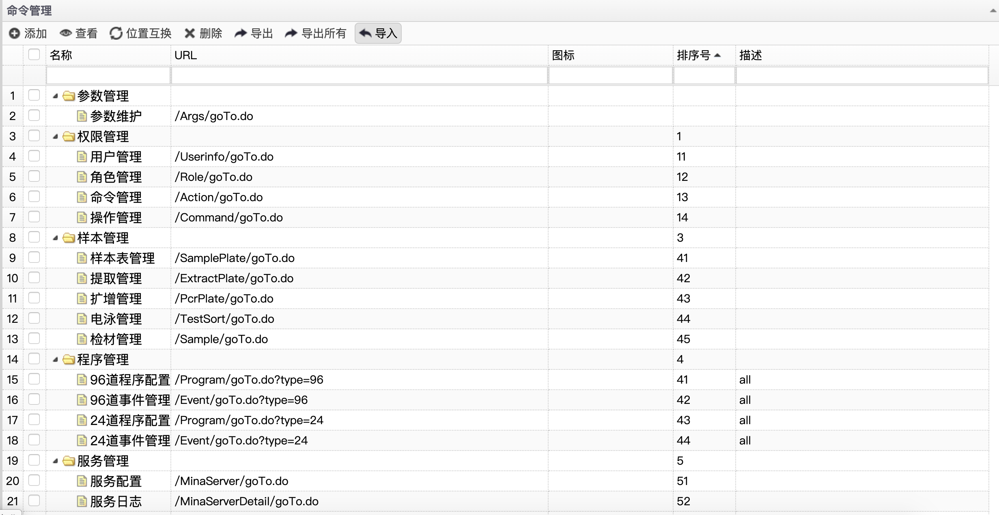 命令管理
添加 查看 位置互换 删除 导出 导出所有 导入
名称 URL 图标 排序号 描述
1 参数管理
2 参数维护 /Args/goTo.do
3 权限管理 1
4 用户管理 /Userinfo/goTo.do 11
5 角色管理 /Role/goTo.do 12
6 命令管理 /Action/goTo.do 13
7 操作管理 /Command/goTo.do 14
8 样本管理 3
9 样本表管理 /SamplePlate/goTo.do 41
10 提取管理 /ExtractPlate/goTo.do 42
11 扩增管理 /PcrPlate/goTo.do 43
12 电泳管理 /TestSort/goTo.do 44
13 检材管理 /Sample/goTo.do 45
14 程序管理 4
15 96道程序配置 /Program/goTo.do?type=96 41 all
16 96道事件管理 /Event/goTo.do?type=96 42 all
17 24道程序配置 /Program/goTo.do?type=24 43 all
18 24道事件管理 /Event/goTo.do?type=24 44 all
19 服务管理 5
20 服务配置 /MinaServer/goTo.do 51
21 服务日志 /MinaServerDetail/goTo.do 52